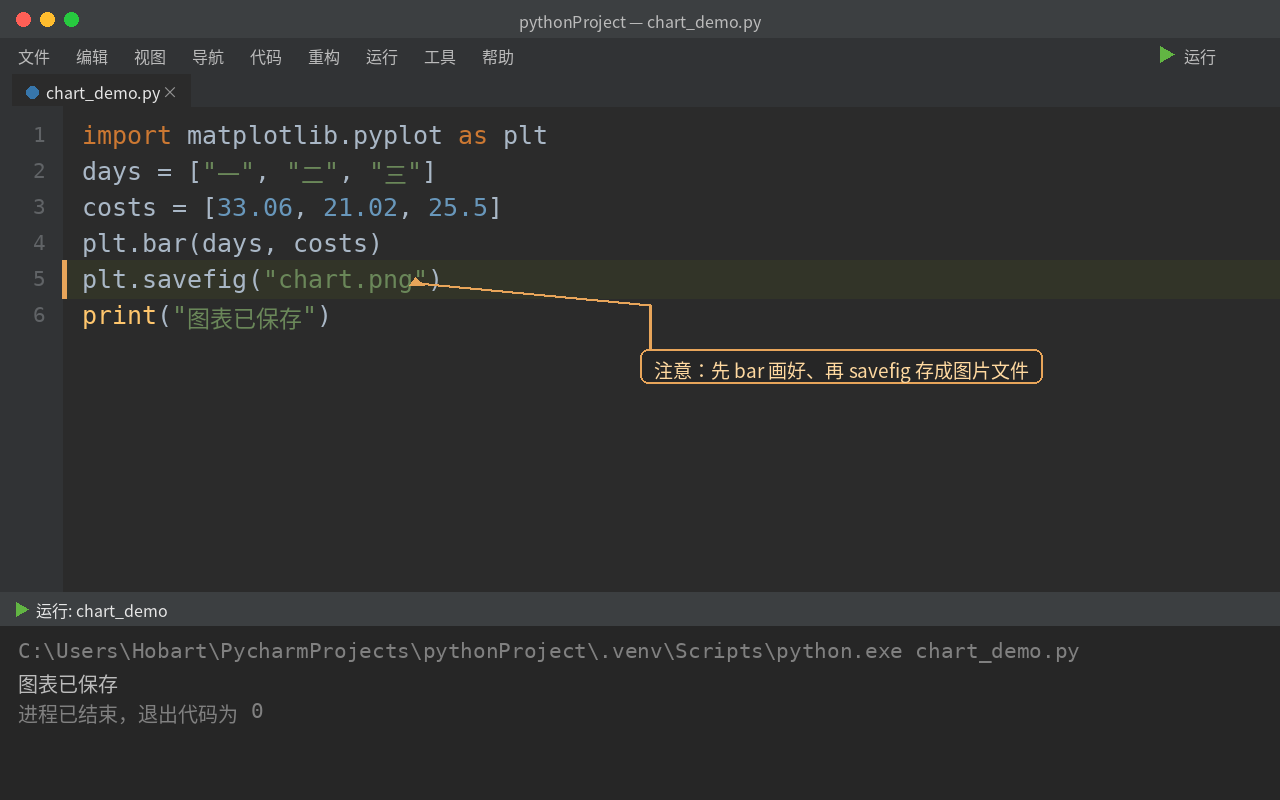 pythonProject — chart_demo.py
文件 编辑 视图 导航 代码 重构 运行 工具 帮助 运行
chart_demo.py
1 import matplotlib.pyplot as plt
2 days = ["一", "二", "三"]
3 costs = [33.06, 21.02, 25.5]
4 plt.bar(days, costs)
5 plt.savefig("chart.png")
6 print("图表已保存")
注意：先 bar 画好、再 savefig 存成图片文件
运行: chart_demo
C:\Users\Hobart\PycharmProjects\pythonProject\.venv\Scripts\python.exe chart_demo.py
图表已保存
进程已结束，退出代码为 0